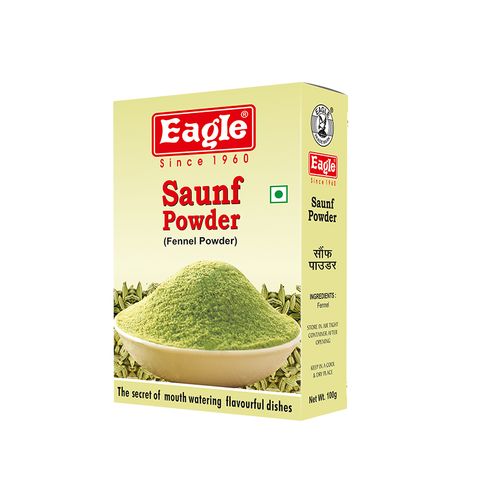 Eagle®
Since 1960
Saunf
Powder
(Fennel Powder)
The secret of mouth watering flavourful dishes
EAGLE
Eagle
Since 1960
Saunf
Powder
सौंफ
पाउडर
INGREDIENTS :
Fennel
STORE IN AIR TIGHT
CONTAINER AFTER
OPENING
KEEP IN A COOL
& DRY PLACE
Net Wt. 100g